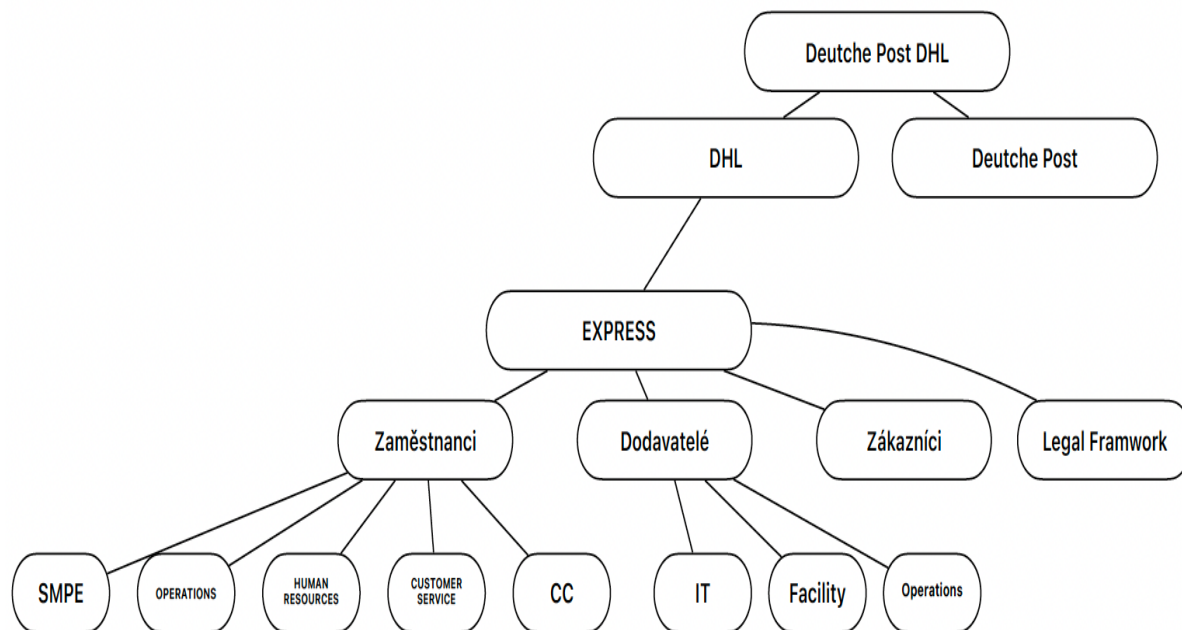 Deutche Post DHL
DHL
Deutche Post
EXPRESS
Zaměstnanci
Dodavatelé
Zákazníci
Legal Framwork
SMPE
OPERATIONS
HUMAN
RESOURCES
CUSTOMER
SERVICE
CC
IT
Facility
Operations